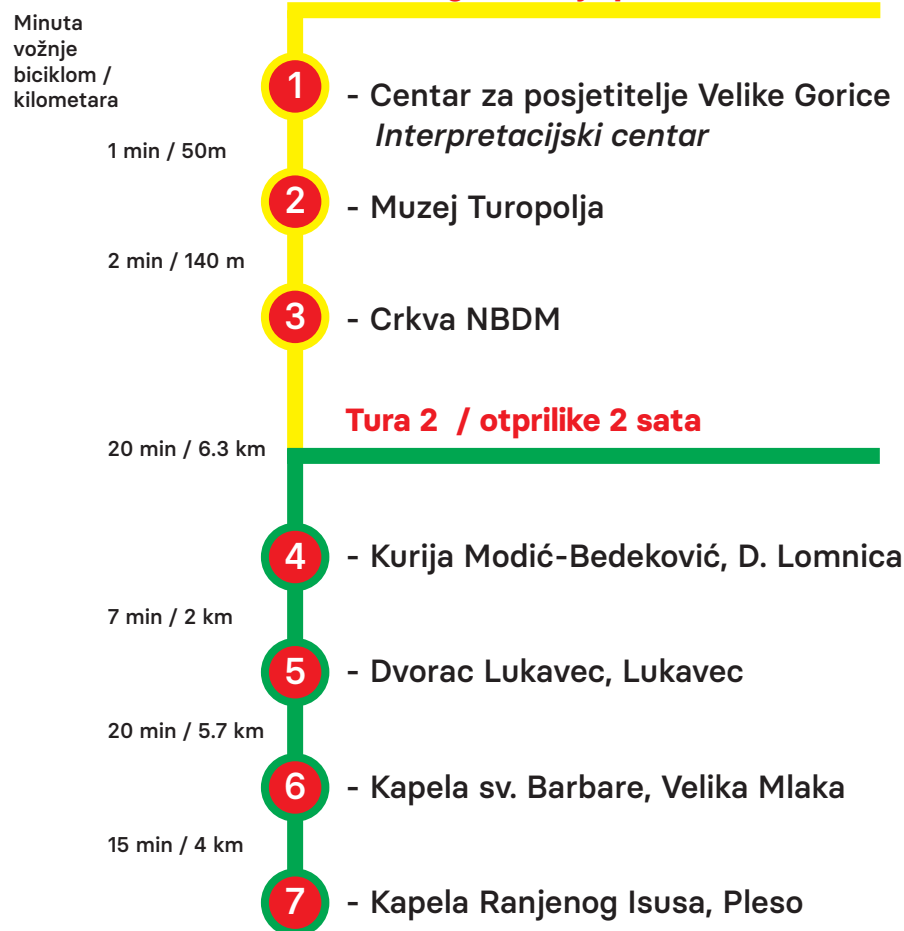 Minuta
vožnje
biciklom /
kilometara
1
- Centar za posjetitelje Velike Gorice
Interpretacijski centar
1 min / 50m
2
- Muzej Turopolja
2 min / 140 m
3
- Crkva NBDM
Tura 2 / otprilike 2 sata
20 min / 6.3 km
4
- Kurija Modić-Bedeković, D. Lomnica
7 min / 2 km
5
- Dvorac Lukavec, Lukavec
20 min / 5.7 km
6
- Kapela sv. Barbare, Velika Mlaka
15 min / 4 km
7
- Kapela Ranjenog Isusa, Pleso